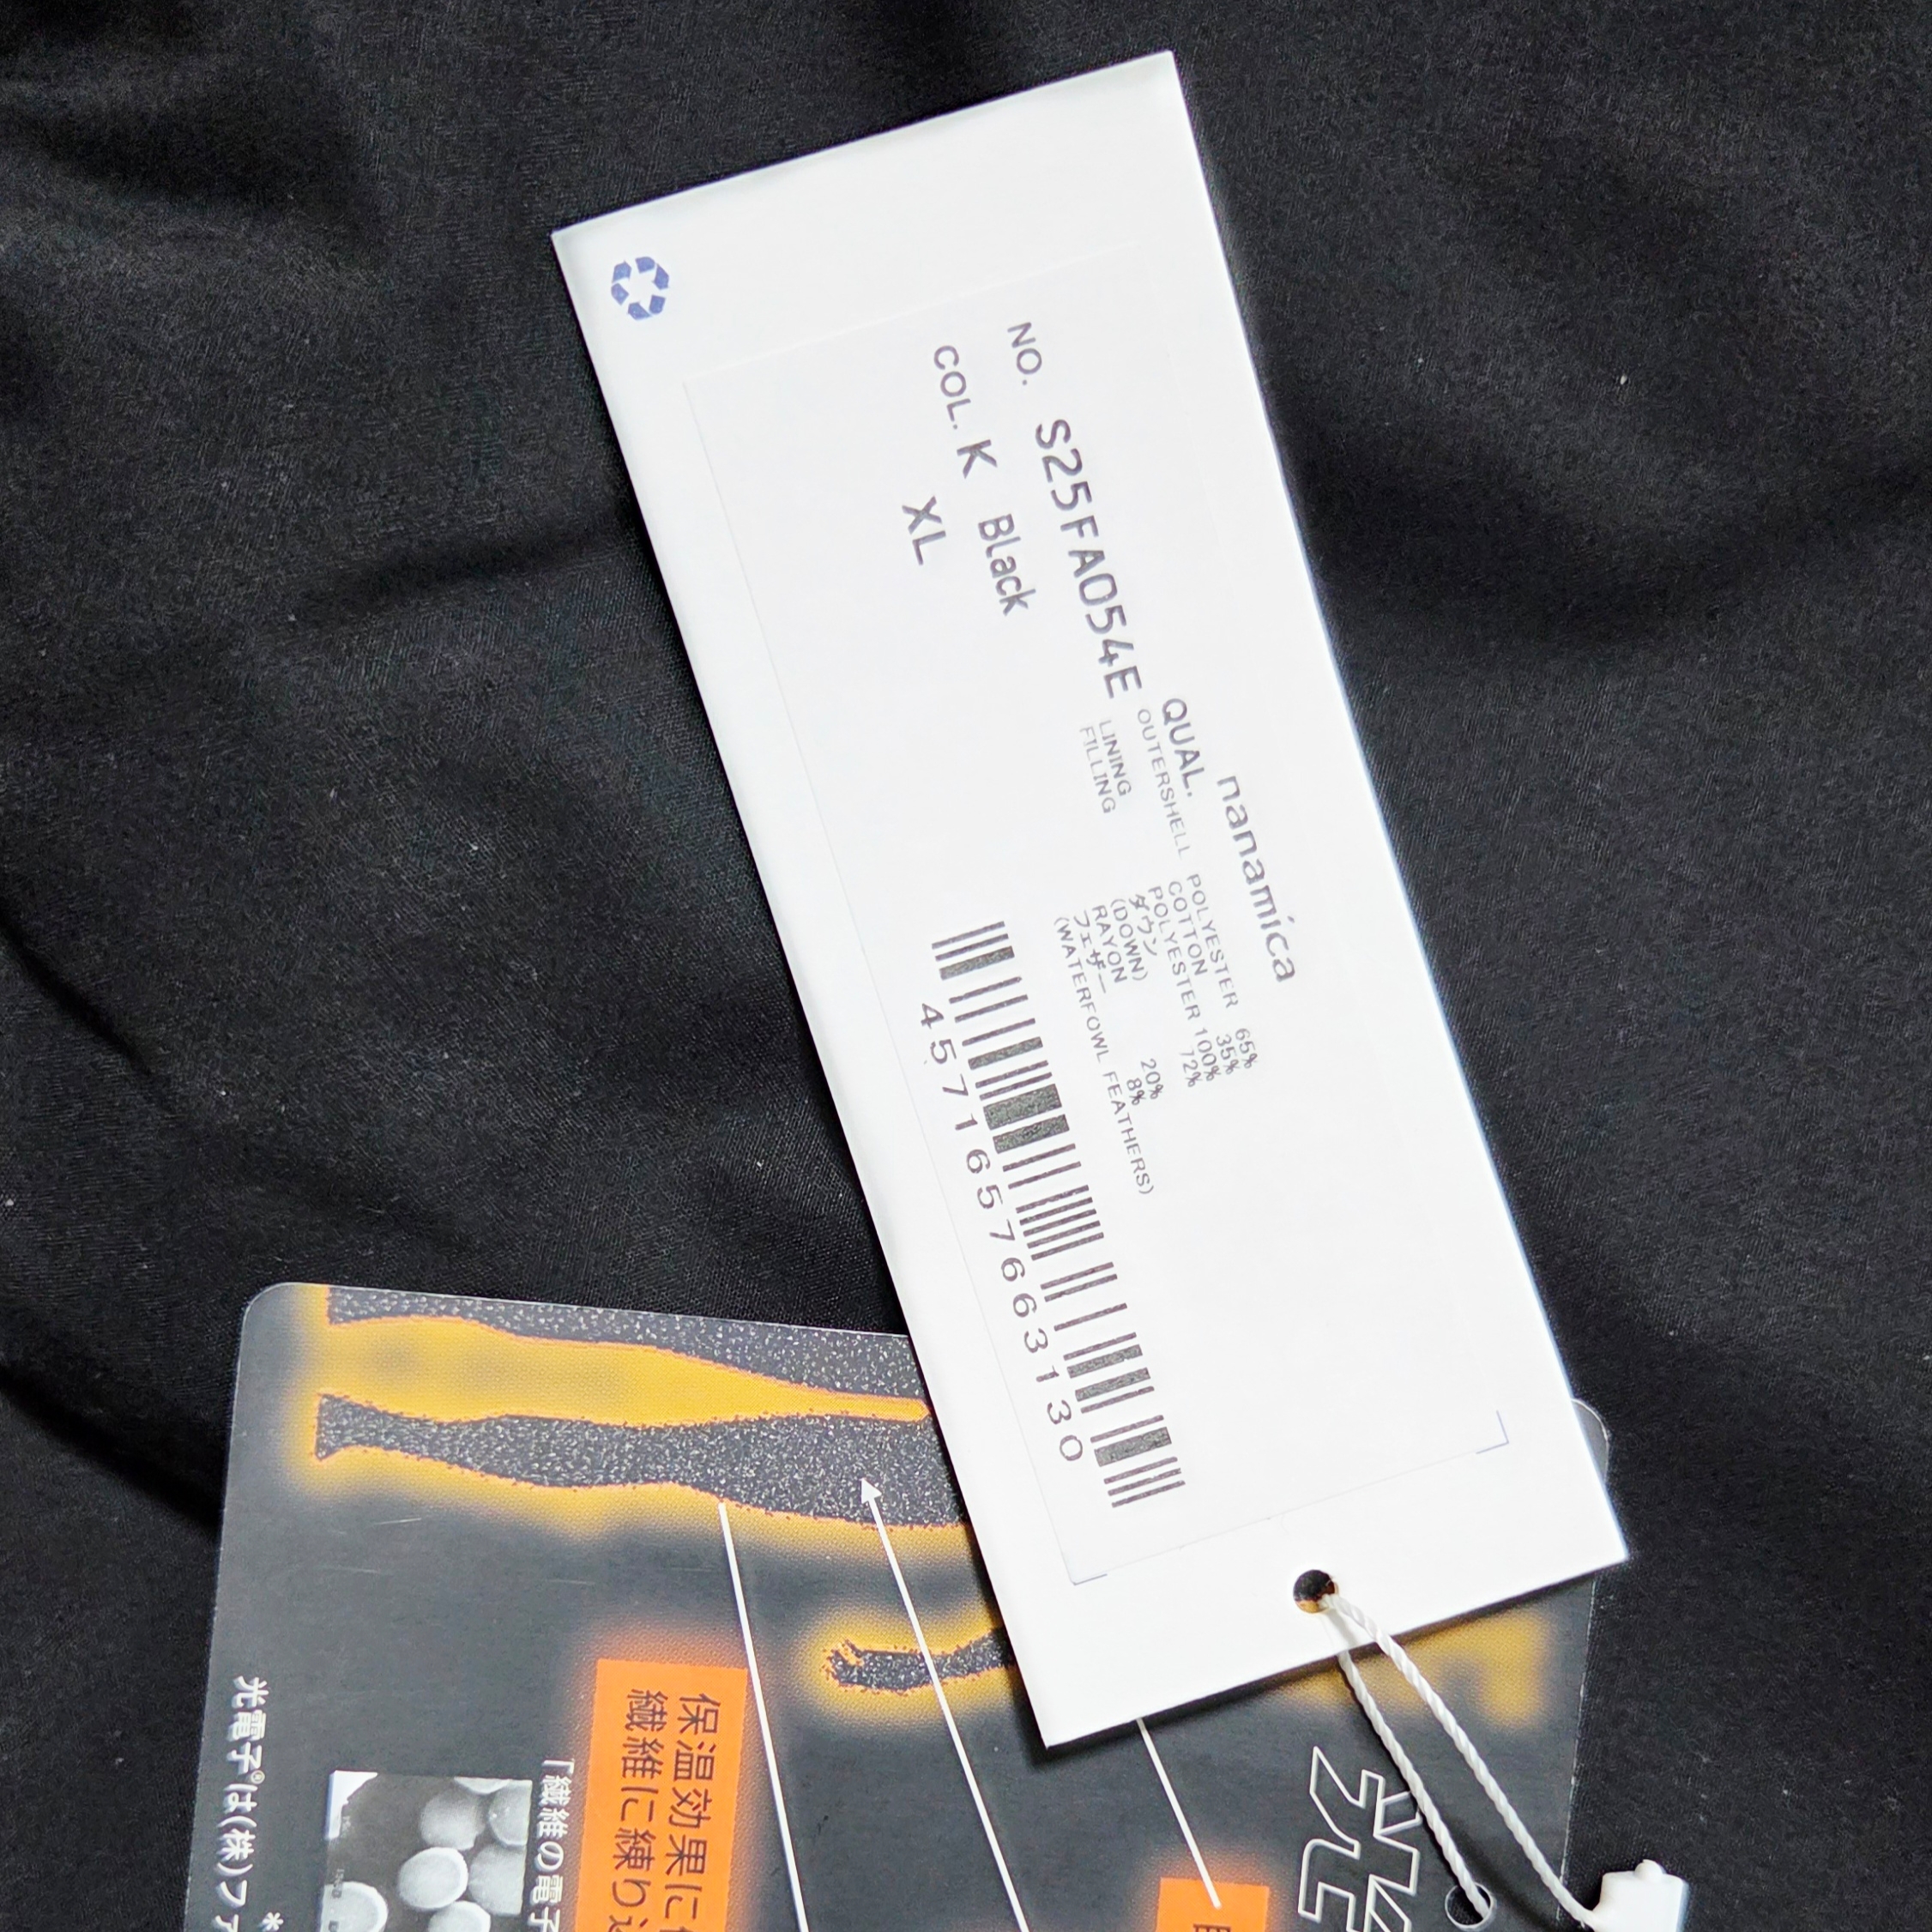 nanamica
NO. S25FA054E
COL. K Black
XL
QUAL.
OUTERSHELL POLYESTER 65%
COTTON 35%
LINING POLYESTER 100%
FILLING ダウン 72%
(DOWN)
RAYON 20%
フェザー 8%
(WATERFOWL FEATHERS)
4571657663130
光
保温効果に
繊維に練り
「繊維の電子
光電子®は(株)ファ
*